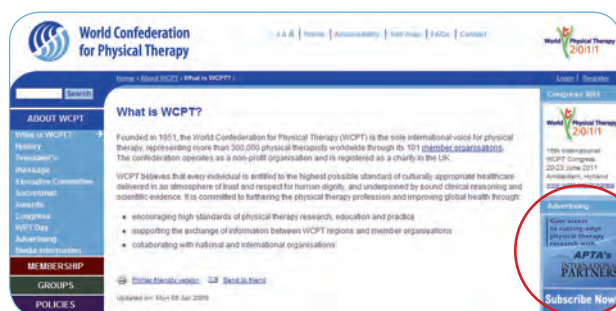 World Confederation
for Physical Therapy
A A A | Home | Accessibility | Site map | FAQs | Contact
World Physical Therapy
2011
Home > About WCPT > What is WCPT? >
Login | Register
Search
ABOUT WCPT
What is WCPT?
History
President's
message
Executive Committee
Secretariat
Awards
Congress
WPT Day
Advertising
Media information
MEMBERSHIP
GROUPS
POLICIES
What is WCPT?
Founded in 1951, the World Confederation for Physical Therapy (WCPT) is the sole international voice for physical
therapy, representing more than 300,000 physical therapists worldwide through its 101 member organisations.
The confederation operates as a non-profit organisation and is registered as a charity in the UK.
WCPT believes that every individual is entitled to the highest possible standard of culturally appropriate healthcare
delivered in an atmosphere of trust and respect for human dignity, and underpinned by sound clinical reasoning and
scientific evidence. It is committed to furthering the physical therapy profession and improving global health through:
• encouraging high standards of physical therapy research, education and practice
• supporting the exchange of information between WCPT regions and member organisations
• collaborating with national and international organisations
Printer friendly version Send to friend
Updated on: Mon 06 Apr 2009
Congress 2011
World Physical Therapy
2011
16th International
WCPT Congress
20-23 June 2011
Amsterdam, Holland
Advertising
Gain access
to cutting-edge
physical therapy
research with
APTA's
INTERNATIONAL
PARTNERS
Subscribe Now